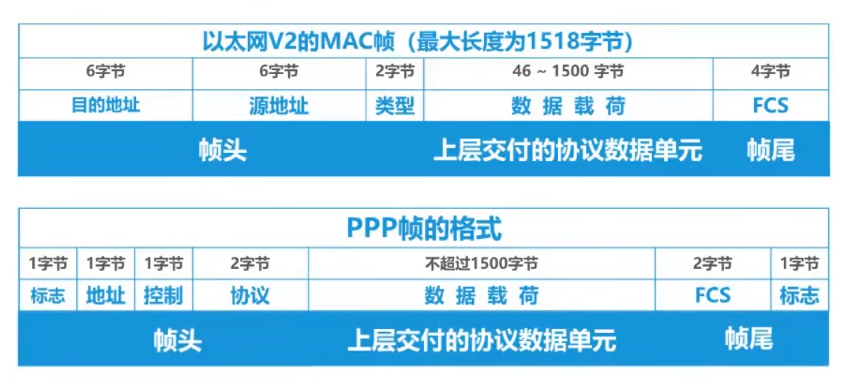 以太网V2的MAC帧（最大长度为1518字节）
6字节 6字节 2字节 46 ~ 1500 字节 4字节
目的地址 源地址 类型 数 据 载 荷 FCS
帧头 上层交付的协议数据单元 帧尾
PPP帧的格式
1字节 1字节 1字节 2字节 不超过1500字节 2字节 1字节
标志 地址 控制 协议 数 据 载 荷 FCS 标志
帧头 上层交付的协议数据单元 帧尾